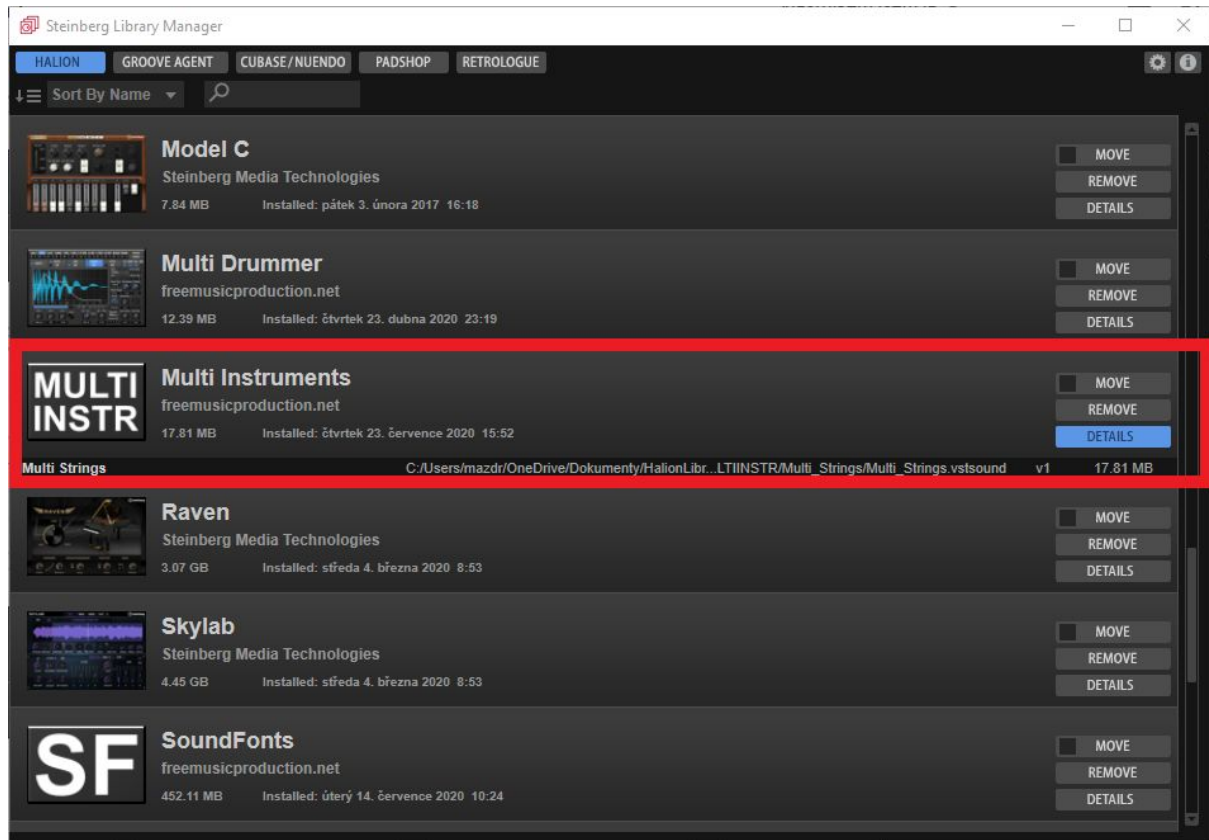 Steinberg Library Manager
HALION GROOVE AGENT CUBASE/NUENDO PADSHOP RETROLOGUE
Sort By Name
Model C
Steinberg Media Technologies
7.84 MB Installed: pátek 3. února 2017 16:18
MOVE
REMOVE
DETAILS
Multi Drummer
freemusicproduction.net
12.39 MB Installed: čtvrtek 23. dubna 2020 23:19
MOVE
REMOVE
DETAILS
MULTI
INSTR
Multi Instruments
freemusicproduction.net
17.81 MB Installed: čtvrtek 23. července 2020 15:52
MOVE
REMOVE
DETAILS
Multi Strings C:/Users/mazdr/OneDrive/Dokumenty/HalionLibr...LTIINSTR/Multi_Strings/Multi_Strings.vstsound v1 17.81 MB
Raven
Steinberg Media Technologies
3.07 GB Installed: středa 4. března 2020 8:53
MOVE
REMOVE
DETAILS
Skylab
Steinberg Media Technologies
4.45 GB Installed: středa 4. března 2020 8:53
MOVE
REMOVE
DETAILS
SF
SoundFonts
freemusicproduction.net
452.11 MB Installed: úterý 14. července 2020 10:24
MOVE
REMOVE
DETAILS